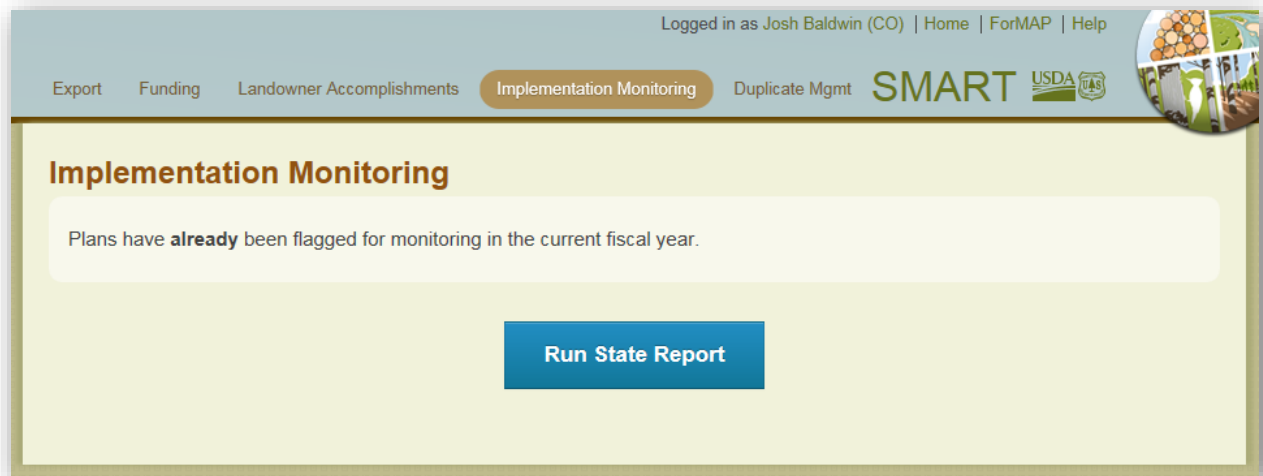 Logged in as Josh Baldwin (CO) | Home | ForMAP | Help
Export Funding Landowner Accomplishments Implementation Monitoring Duplicate Mgmt SMART USDA UAS
Implementation Monitoring
Plans have already been flagged for monitoring in the current fiscal year.
Run State Report